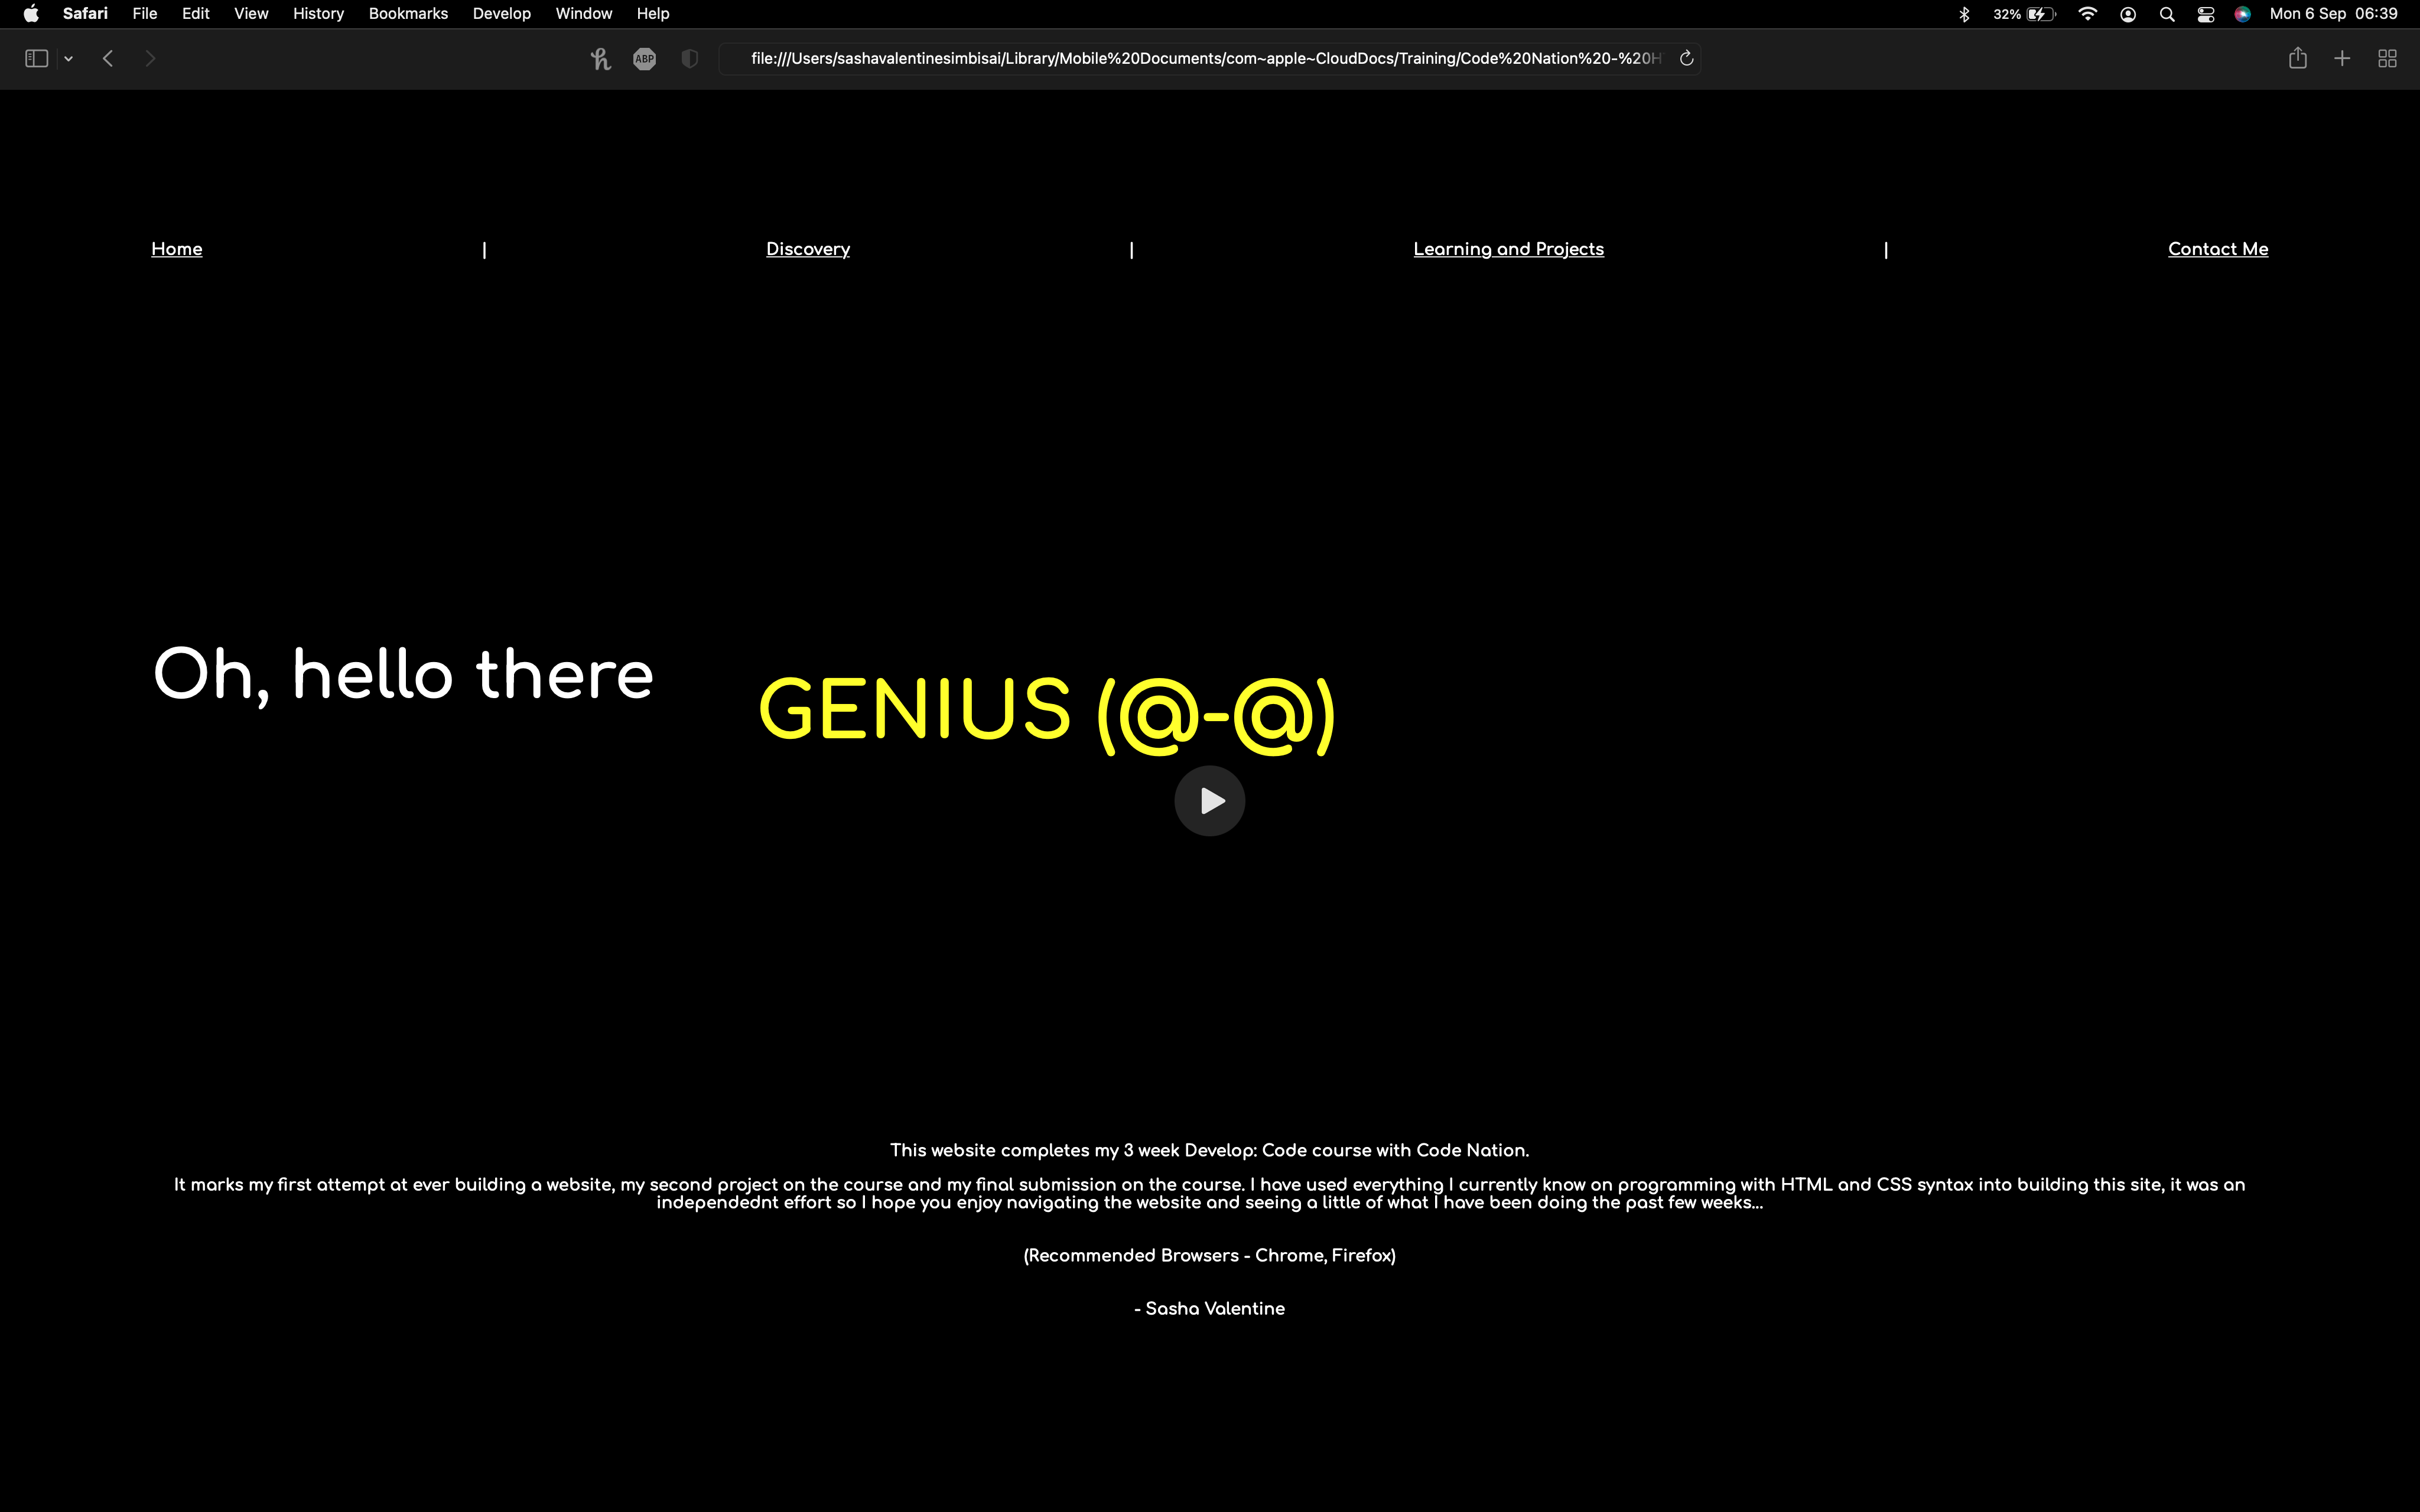 Safari File Edit View History Bookmarks Develop Window Help 32% Mon 6 Sep 06:39
ABP file:///Users/sashavalentinesimbisai/Library/Mobile%20Documents/com~apple~CloudDocs/Training/Code%20Nation%20-%20H
Home | Discovery | Learning and Projects | Contact Me
Oh, hello there
GENIUS (@-@)
This website completes my 3 week Develop: Code course with Code Nation.
It marks my first attempt at ever building a website, my second project on the course and my final submission on the course. I have used everything I currently know on programming with HTML and CSS syntax into building this site, it was an
independednt effort so I hope you enjoy navigating the website and seeing a little of what I have been doing the past few weeks...
(Recommended Browsers - Chrome, Firefox)
- Sasha Valentine